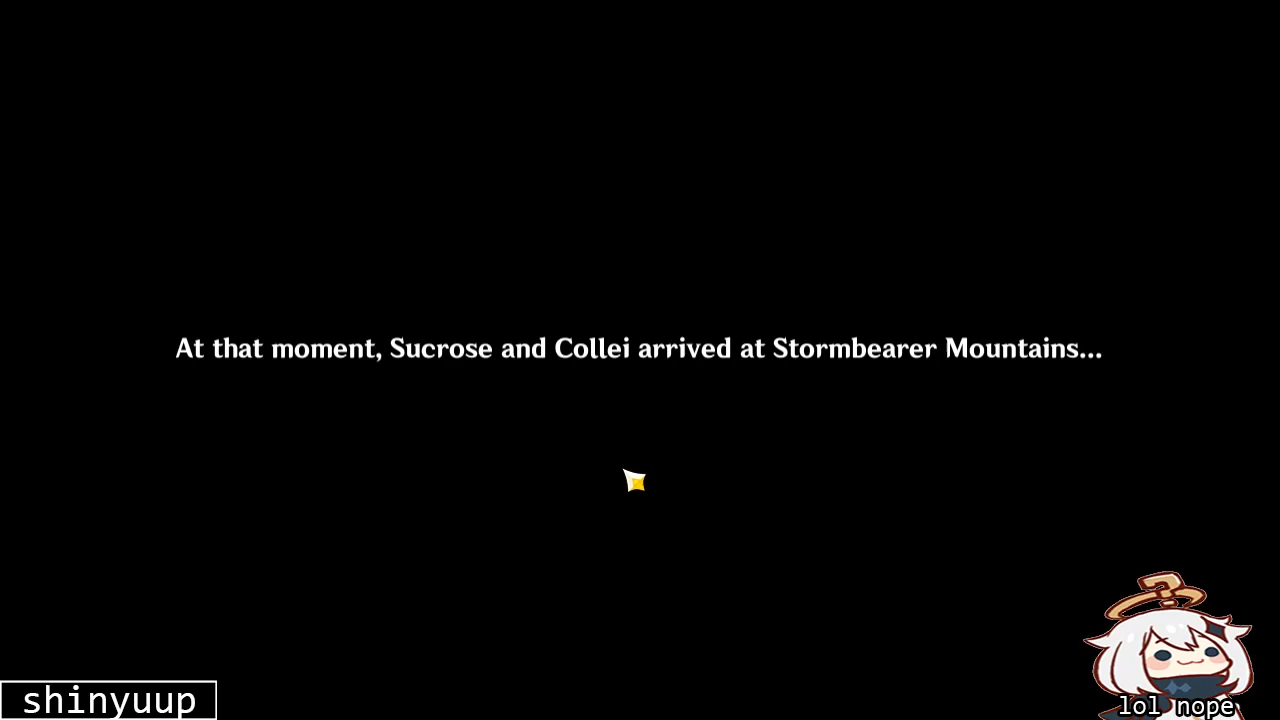 At that moment, Sucrose and Collei arrived at Stormbearer Mountains...
shinyuup
lol nope